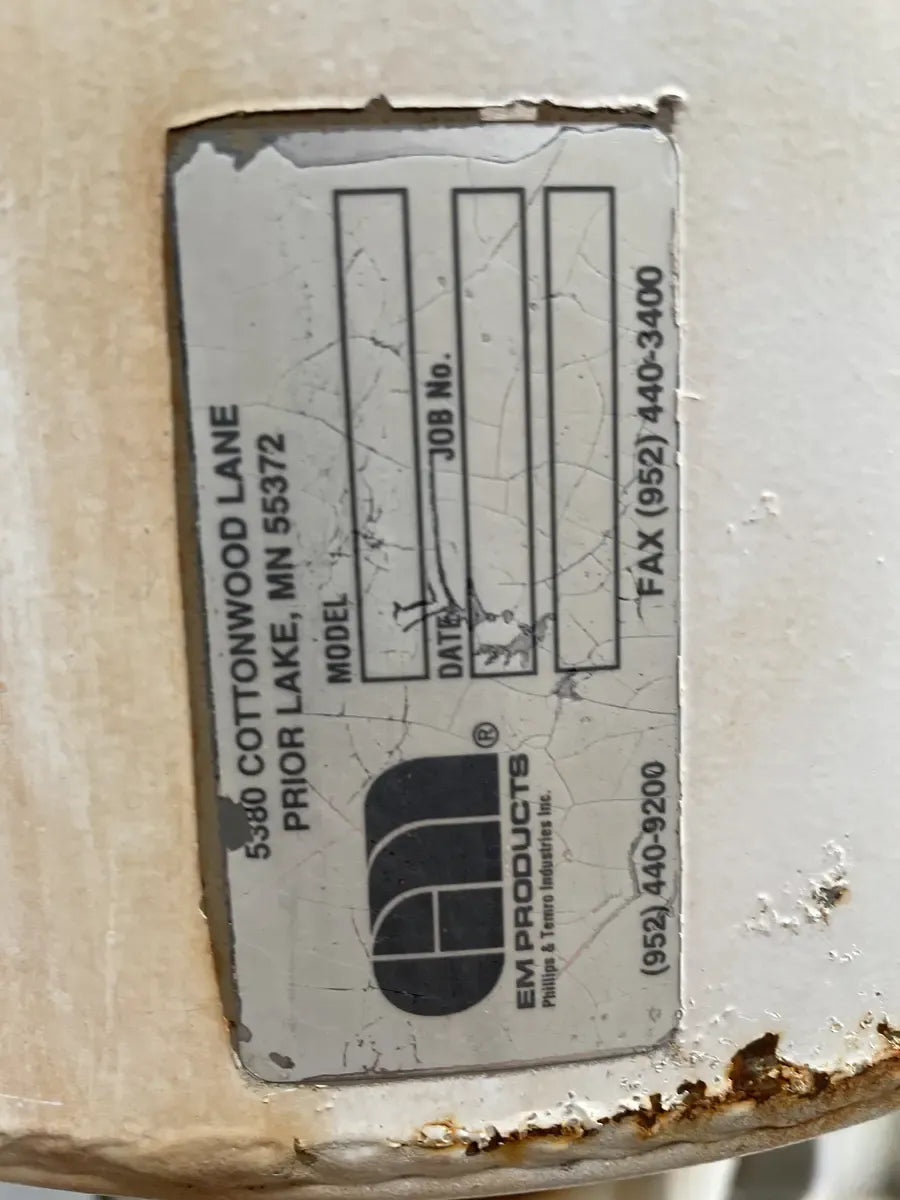 5380 COTTONWOOD LANE
PRIOR LAKE, MN 55372
MODEL
DATE JOB No.
EM PRODUCTS ®
Phillips & Temro Industries Inc.
(952) 440-9200 FAX (952) 440-3400